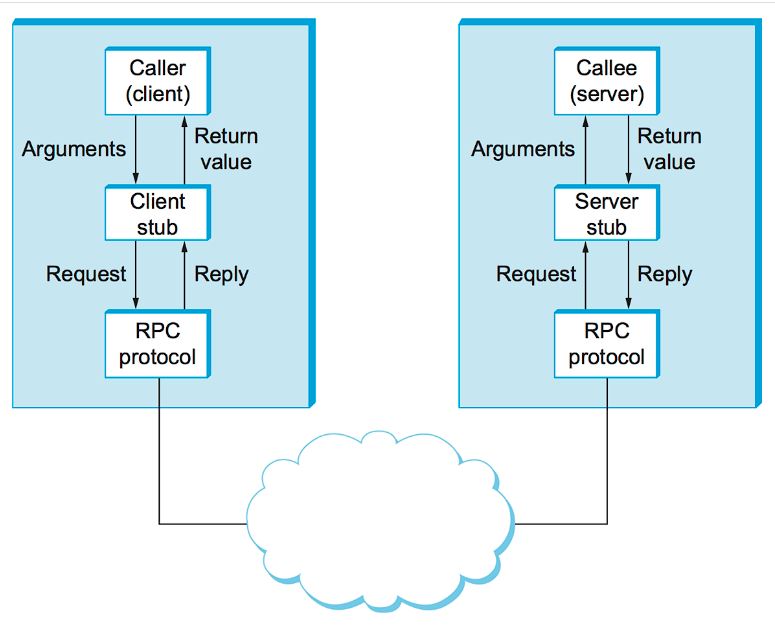 Caller
(client)
Arguments
Return
value
Client
stub
Request
Reply
RPC
protocol
Callee
(server)
Arguments
Return
value
Server
stub
Request
Reply
RPC
protocol